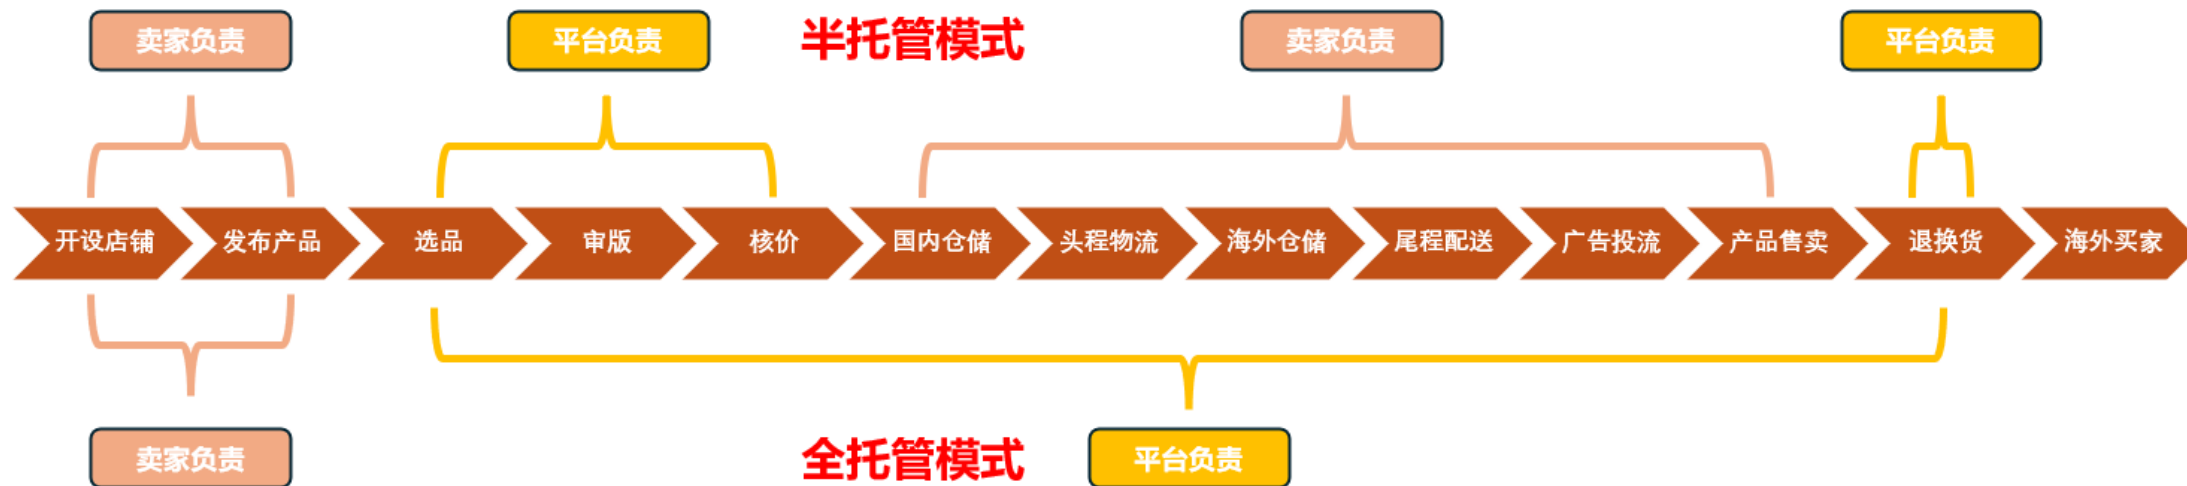 卖家负责
平台负责
半托管模式
卖家负责
平台负责
开设店铺
发布产品
选品
审版
核价
国内仓储
头程物流
海外仓储
尾程配送
广告投流
产品售卖
退换货
海外买家
卖家负责
全托管模式
平台负责